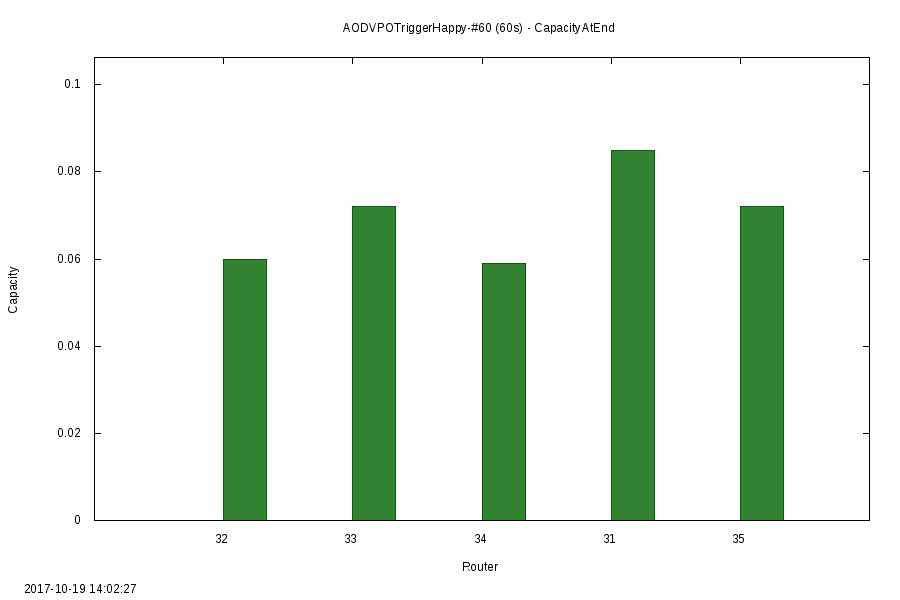 AODVPOTriggerHappy-#60 (60s) - CapacityAtEnd
0.1
0.08
0.06
0.04
0.02
0
Capacity
32 33 34 31 35
Router
2017-10-19 14:02:27